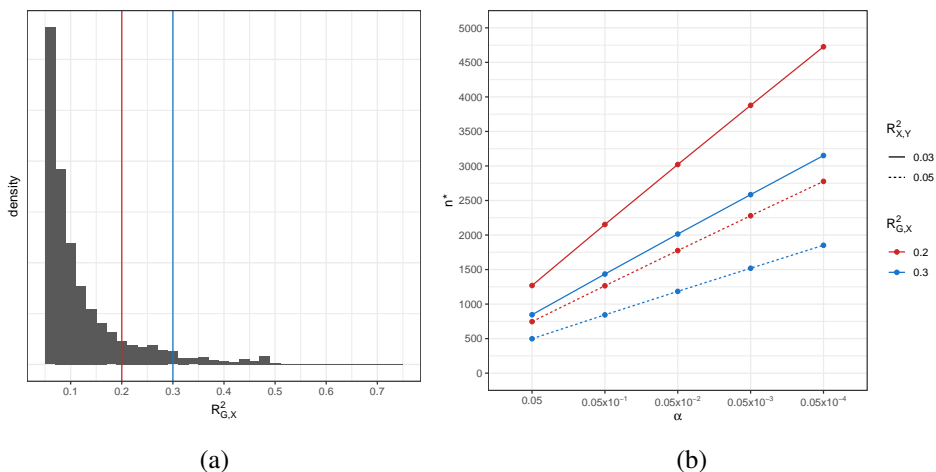 density
0.1 0.2 0.3 0.4 0.5 0.6 0.7
R²G,X
(a)
5000
4500
4000
3500
3000
2500
2000
1500
1000
500
0
n*
0.05 0.05x10⁻¹ 0.05x10⁻² 0.05x10⁻³ 0.05x10⁻⁴
α
(b)
R²X,Y
0.03
0.05
R²G,X
0.2
0.3